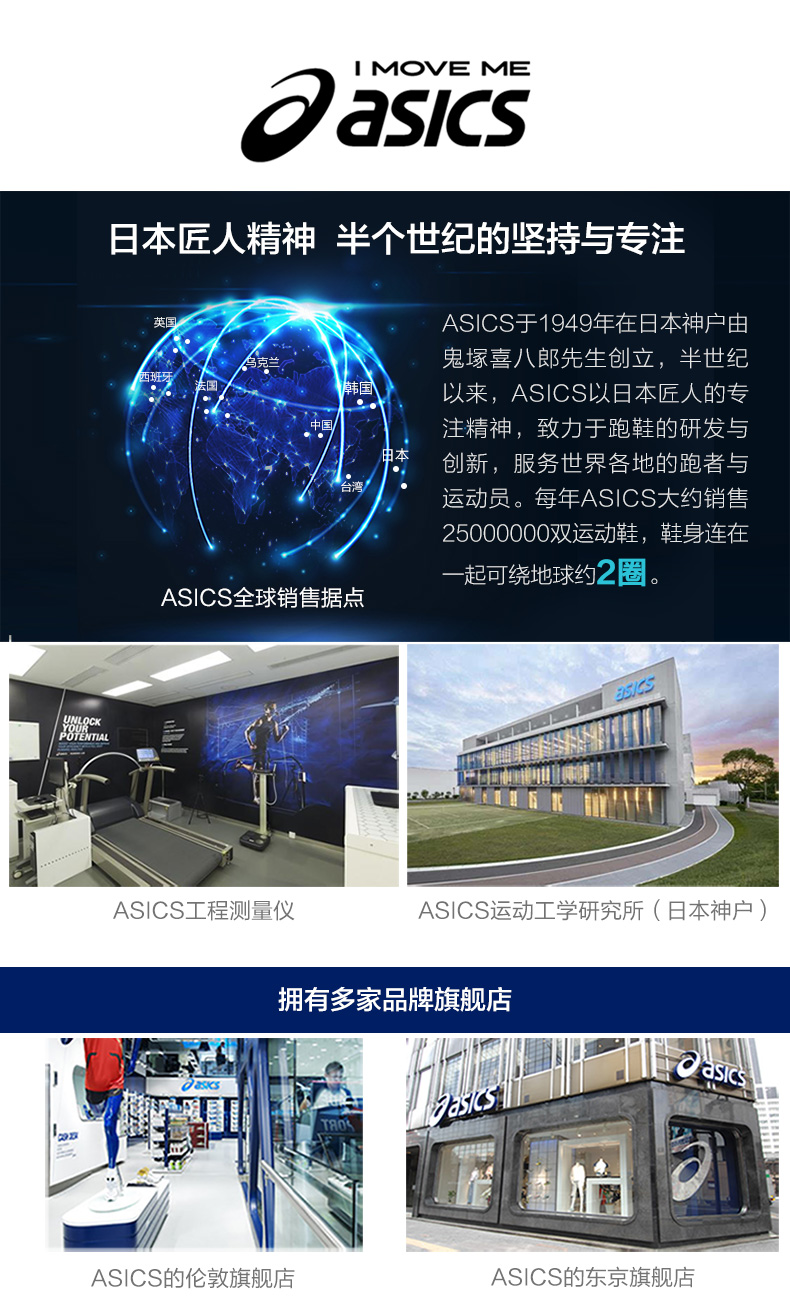 I MOVE ME
asics
日本匠人精神 半个世纪的坚持与专注
英国
西班牙
法国
乌克兰
韩国
中国
日本
台湾
ASICS全球销售据点
ASICS于1949年在日本神户由
鬼塚喜八郎先生创立，半世纪
以来，ASICS以日本匠人的专
注精神，致力于跑鞋的研发与
创新，服务世界各地的跑者与
运动员。每年ASICS大约销售
25000000双运动鞋，鞋身连在
一起可绕地球约2圈。
UNLOCK
YOUR
POTENTIAL
asics
ASICS工程测量仪
ASICS运动工学研究所（日本神户）
拥有多家品牌旗舰店
asics
CASH DESK
asics
asics
ASICS的伦敦旗舰店
ASICS的东京旗舰店